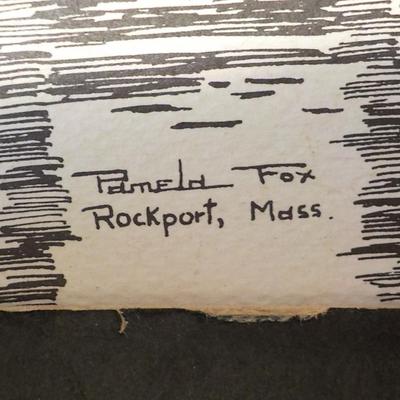 Pamela Fox
Rockport, Mass.